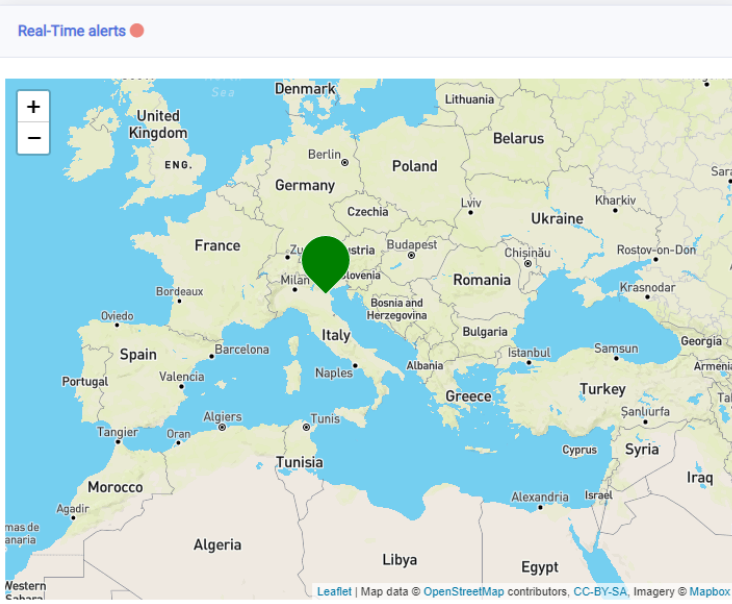 Real-Time alerts
+
−
Sea
Denmark
Lithuania
United
Kingdom
Belarus
ENG.
Berlin
Poland
Germany
Lviv
Kharkiv
Czechia
Ukraine
France
Budapest
Chișinău
Rostov-on-Don
Milan
Romania
Krasnodar
Bordeaux
Bosnia and
Herzegovina
Oviedo
Bulgaria
Italy
Georgia
Spain
Barcelona
Istanbul
Samsun
Albania
Naples
Portugal
Valencia
Greece
Turkey
Algiers
Tunis
Şanlıurfa
Tangier
Oran
Cyprus
Syria
Tunisia
Iraq
Morocco
Alexandria
Israel
Agadir
Algeria
Libya
Egypt
Western
Leaflet | Map data © OpenStreetMap contributors, CC-BY-SA, Imagery © Mapbox